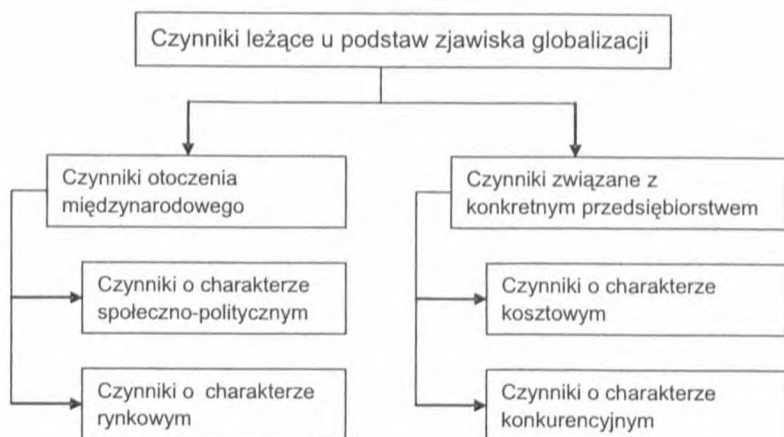 Czynniki leżące u podstaw zjawiska globalizacji
Czynniki otoczenia
międzynarodowego
Czynniki o charakterze
społeczno-politycznym
Czynniki o charakterze
rynkowym
Czynniki związane z
konkretnym przedsiębiorstwem
Czynniki o charakterze
kosztowym
Czynniki o charakterze
konkurencyjnym